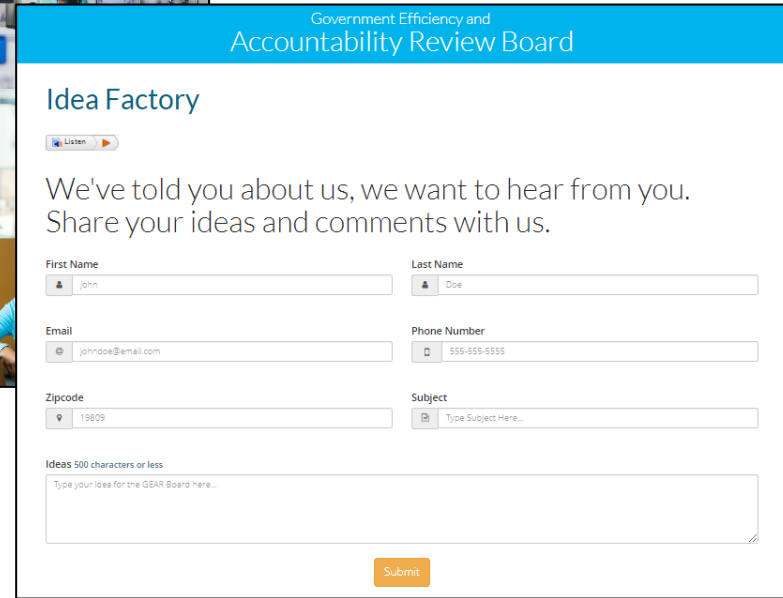 Government Efficiency and
Accountability Review Board
Idea Factory
Listen
We've told you about us, we want to hear from you.
Share your ideas and comments with us.
First Name
Last Name
John
Doe
Email
Phone Number
@ johndoe@email.com
555-555-5555
Zipcode
Subject
19809
Type Subject Here...
Ideas 500 characters or less
Type your Idea for the GEAR Board here...
Submit